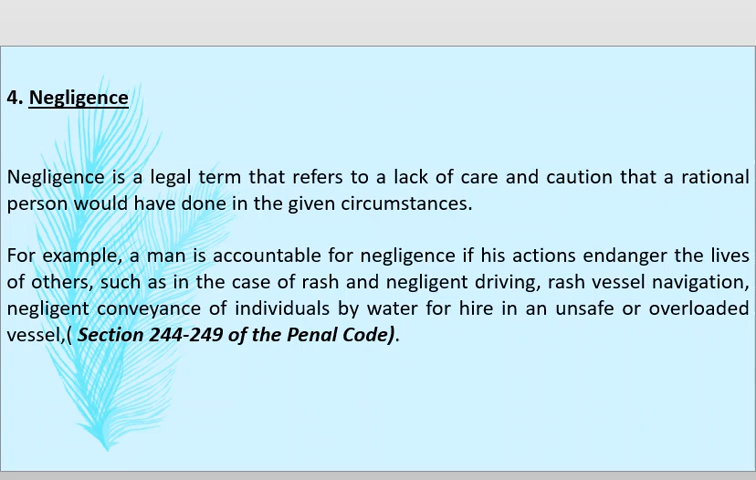 4. Negligence
Negligence is a legal term that refers to a lack of care and caution that a rational
person would have done in the given circumstances.
For example, a man is accountable for negligence if his actions endanger the lives
of others, such as in the case of rash and negligent driving, rash vessel navigation,
negligent conveyance of individuals by water for hire in an unsafe or overloaded
vessel,( Section 244-249 of the Penal Code).